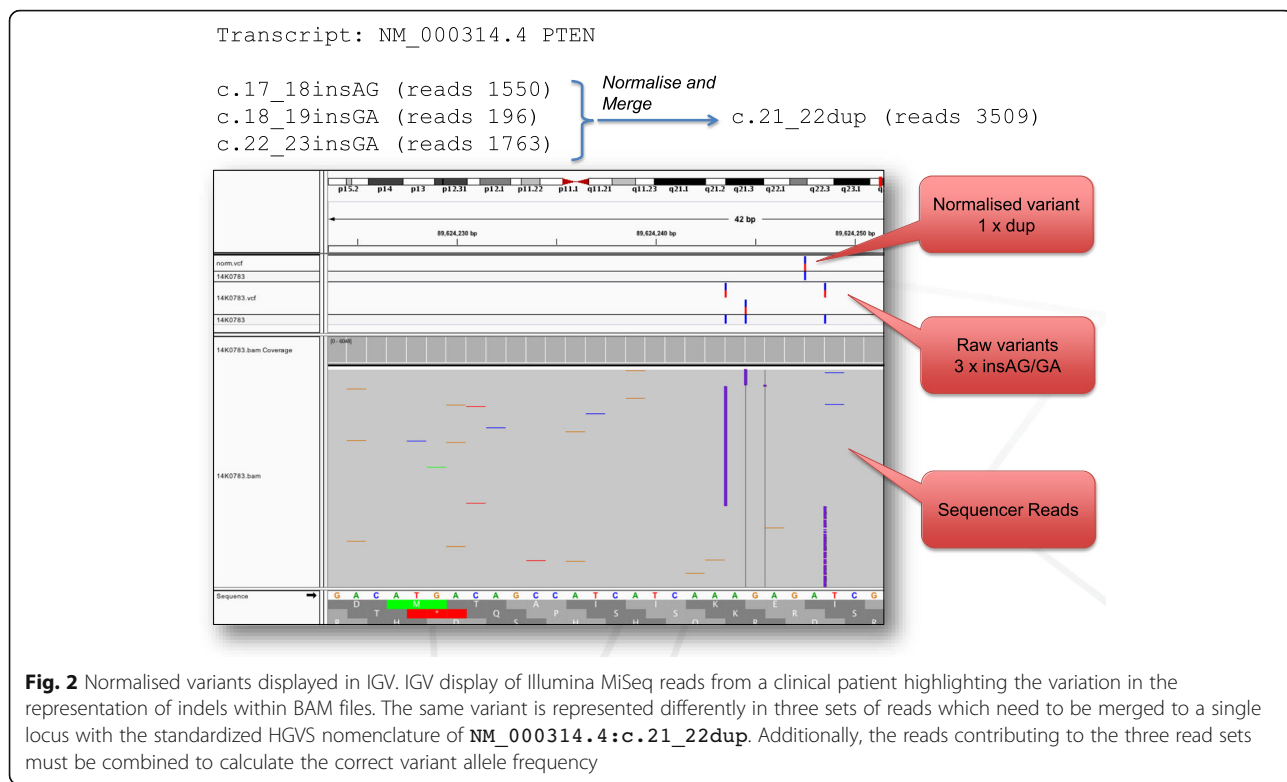 Transcript: NM_000314.4 PTEN
c.17_18insAG (reads 1550)
c.18_19insGA (reads 196)
c.22_23insGA (reads 1763)
Normalise and
Merge
c.21_22dup (reads 3509)
p15.2 p14 p13 p12.31 p12.1 p11.22 p11.1 q11.21 q11.23 q21.1 q21.2 q21.3 q22.1 q22.3 q23.1 q
42 bp
89,624,230 bp 89,624,240 bp 89,624,250 bp
norm.vcf
14K0783
14K0783.vcf
14K0783
14K0783.bam Coverage
14K0783.bam
Normalised variant
1 x dup
Raw variants
3 x insAG/GA
Sequencer Reads
Sequence
G A C A T G A C A G C C A T C A T C A A A G A G A T C G
D M T A I I K E I
T * Q P S S K R S
Fig. 2 Normalised variants displayed in IGV. IGV display of Illumina MiSeq reads from a clinical patient highlighting the variation in the
representation of indels within BAM files. The same variant is represented differently in three sets of reads which need to be merged to a single
locus with the standardized HGVS nomenclature of NM_000314.4:c.21_22dup. Additionally, the reads contributing to the three read sets
must be combined to calculate the correct variant allele frequency